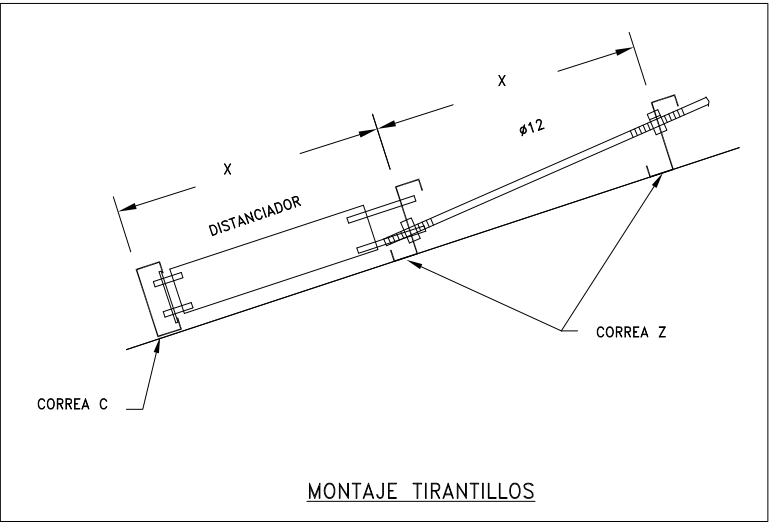 X
ø12
X
DISTANCIADOR
CORREA Z
CORREA C
MONTAJE TIRANTILLOS